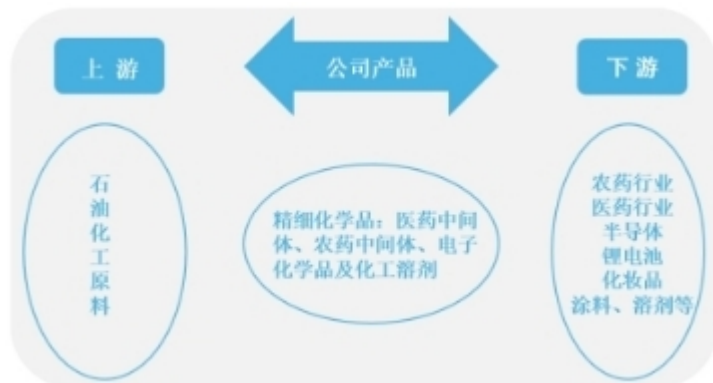 上 游
公司产品
下 游
石
油
化
工
原
料
精细化学品：医药中间
体、农药中间体、电子
化学品及化工溶剂
农药行业
医药行业
半导体
锂电池
化妆品
涂料、溶剂等